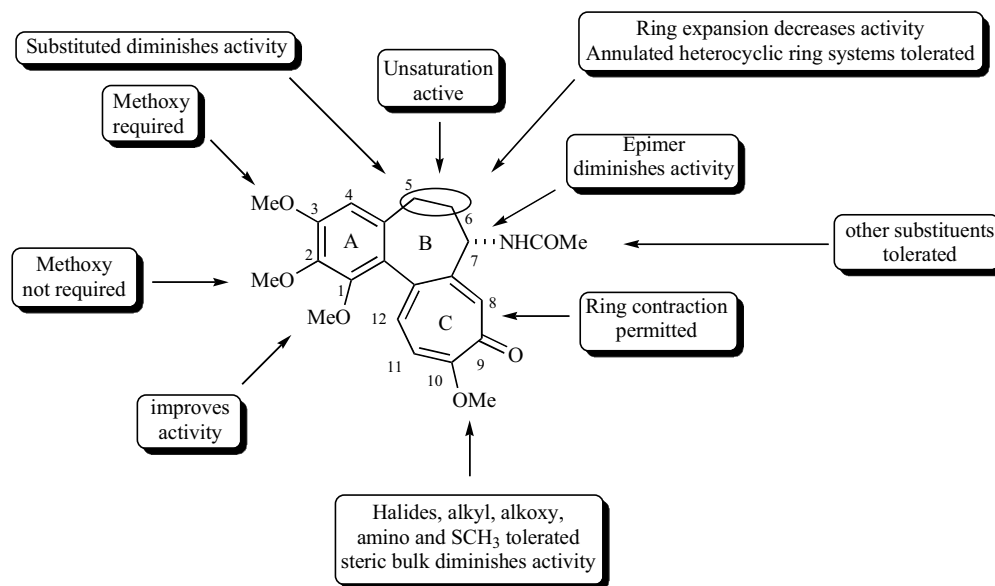 Substituted diminishes activity
Ring expansion decreases activity
Annulated heterocyclic ring systems tolerated
Unsaturation
active
Methoxy
required
Epimer
diminishes activity
MeO
3
4
5
6
A
B
NHCOMe
7
other substituents
tolerated
Methoxy
not required
MeO
2
1
MeO
12
C
8
Ring contraction
permitted
11
10
9
O
OMe
improves
activity
Halides, alkyl, alkoxy,
amino and SCH₃ tolerated
steric bulk diminishes activity